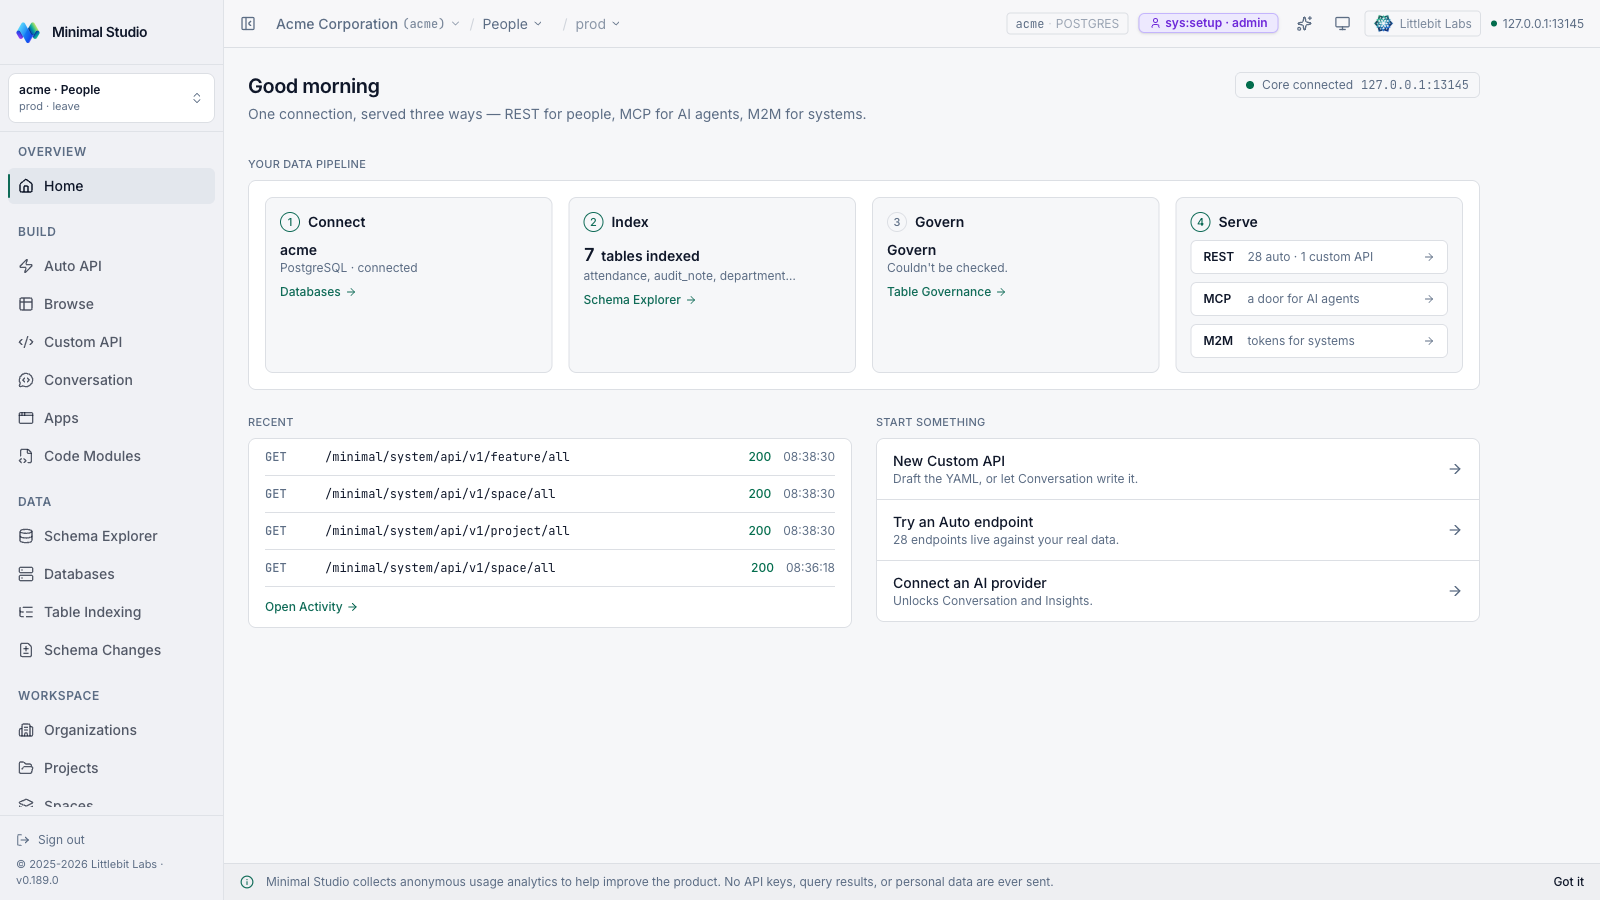 Minimal Studio
acme · People
prod · leave
OVERVIEW
Home
BUILD
Auto API
Browse
Custom API
Conversation
Apps
Code Modules
DATA
Schema Explorer
Databases
Table Indexing
Schema Changes
WORKSPACE
Organizations
Projects
Spaces
Sign out
© 2025-2026 Littlebit Labs ·
v0.189.0
Acme Corporation (acme) / People / prod
acme · POSTGRES
sys:setup · admin
Littlebit Labs
127.0.0.1:13145
Good morning
One connection, served three ways — REST for people, MCP for AI agents, M2M for systems.
Core connected 127.0.0.1:13145
YOUR DATA PIPELINE
1 Connect
acme
PostgreSQL · connected
Databases →
2 Index
7 tables indexed
attendance, audit_note, department...
Schema Explorer →
3 Govern
Govern
Couldn't be checked.
Table Governance →
4 Serve
REST 28 auto · 1 custom API →
MCP a door for AI agents →
M2M tokens for systems →
RECENT
GET /minimal/system/api/v1/feature/all 200 08:38:30
GET /minimal/system/api/v1/space/all 200 08:38:30
GET /minimal/system/api/v1/project/all 200 08:38:30
GET /minimal/system/api/v1/space/all 200 08:36:18
Open Activity →
START SOMETHING
New Custom API
Draft the YAML, or let Conversation write it.
Try an Auto endpoint
28 endpoints live against your real data.
Connect an AI provider
Unlocks Conversation and Insights.
Minimal Studio collects anonymous usage analytics to help improve the product. No API keys, query results, or personal data are ever sent.
Got it